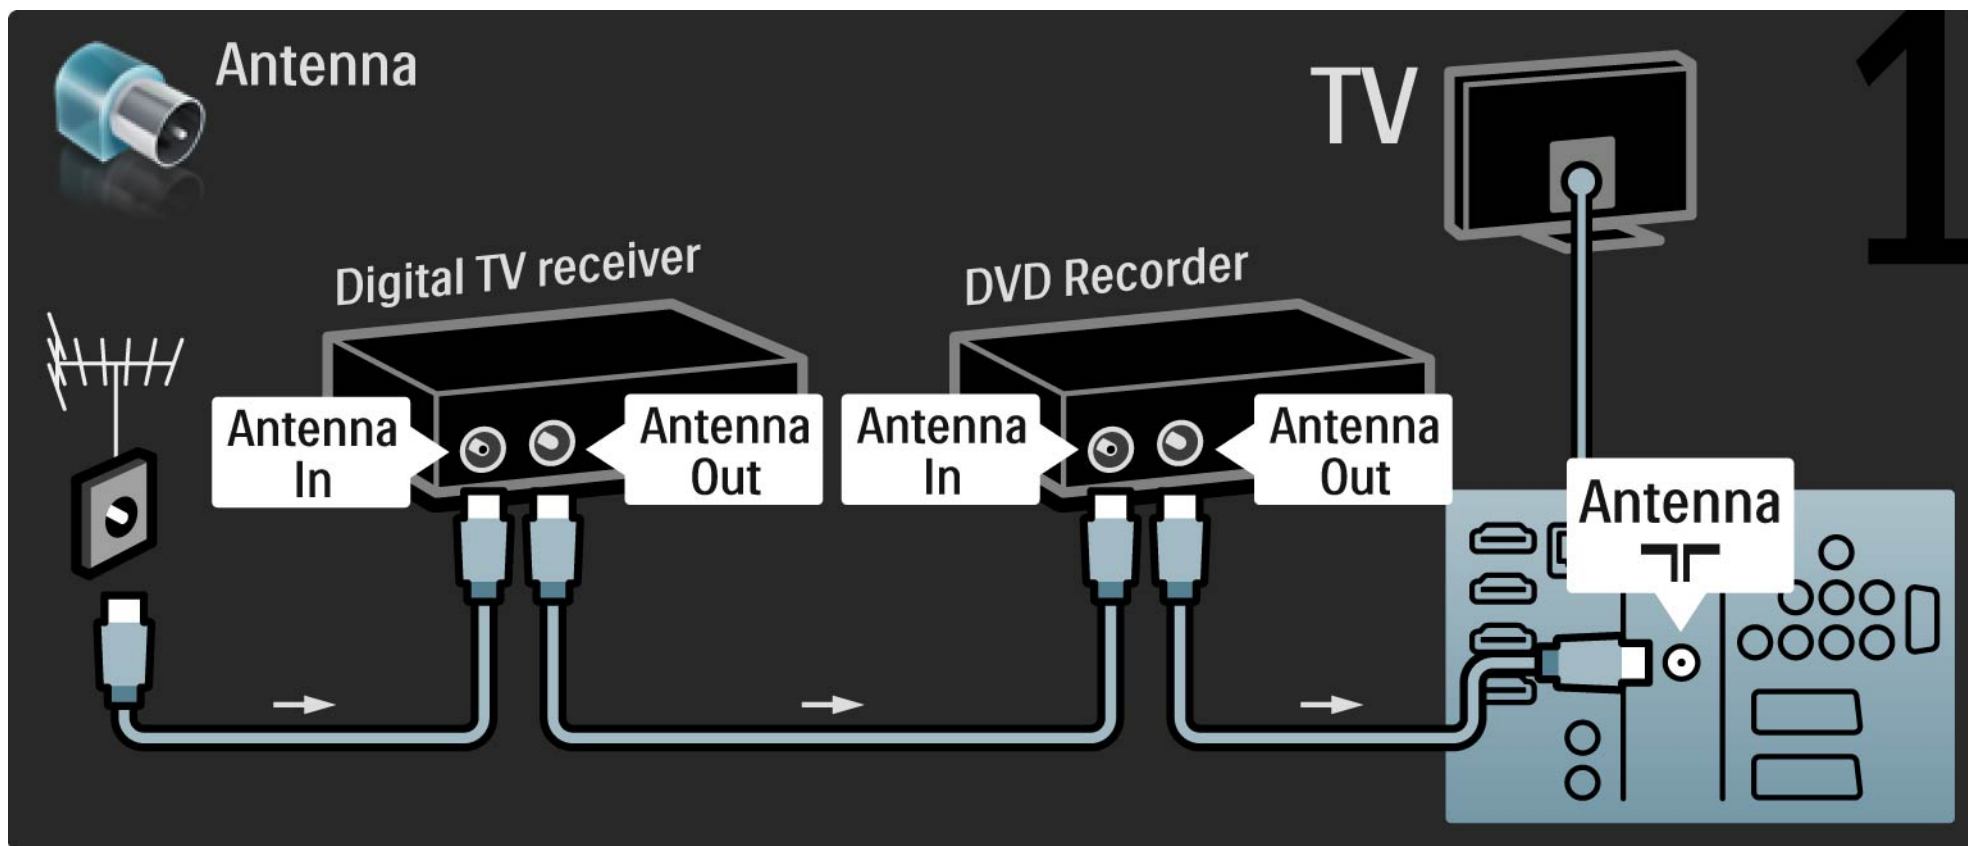 Antenna
TV
1
Digital TV receiver
DVD Recorder
Antenna
In
Antenna
Out
Antenna
In
Antenna
Out
Antenna